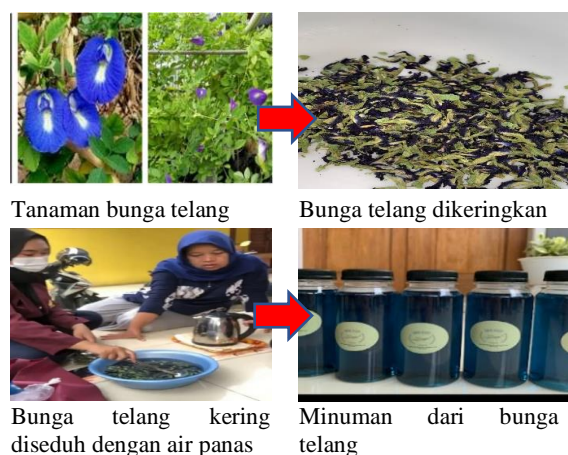 Tanaman bunga telang
Bunga telang dikeringkan
Bunga telang kering
diseduh dengan air panas
Minuman dari bunga
telang